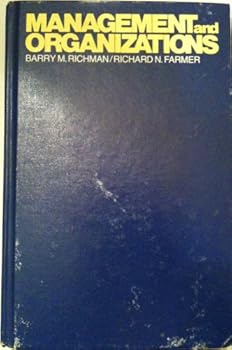 MANAGEMENT and
ORGANIZATIONS
BARRY M. RICHMAN/RICHARD N. FARMER